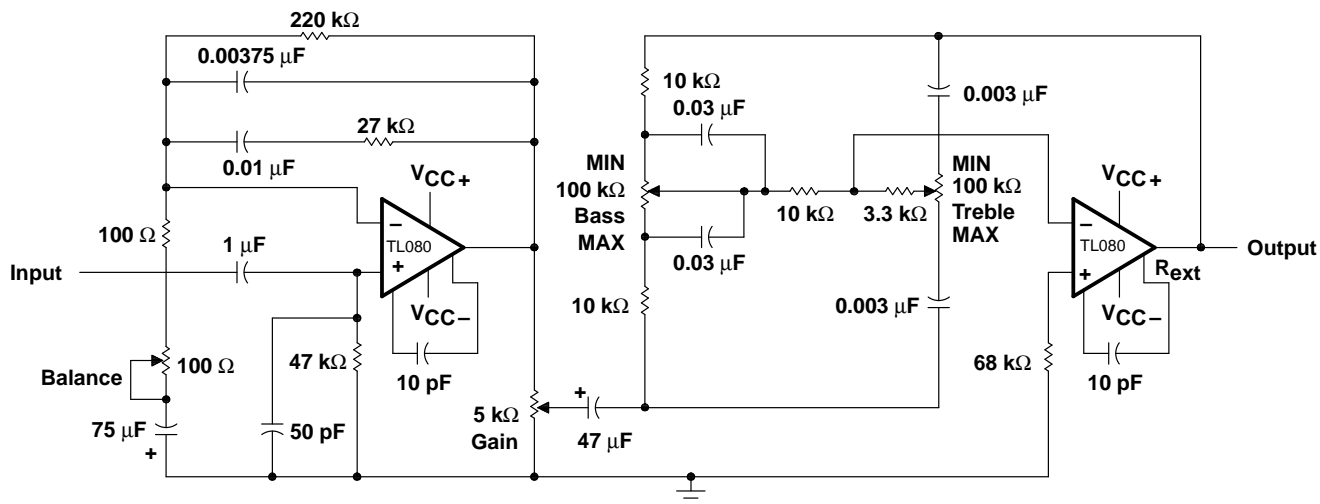 220 kΩ
0.00375 μF
27 kΩ
0.01 μF
VCC+
100 Ω
1 μF
Input
−
TL080
+
VCC−
47 kΩ
10 pF
100 Ω
Balance
75 μF
+
50 pF
5 kΩ
Gain
+
47 μF
10 kΩ
0.03 μF
0.003 μF
MIN
100 kΩ
Bass
MAX
10 kΩ
3.3 kΩ
MIN
100 kΩ
Treble
MAX
0.03 μF
10 kΩ
0.003 μF
VCC+
−
TL080
+
Output
Rext
VCC−
68 kΩ
10 pF